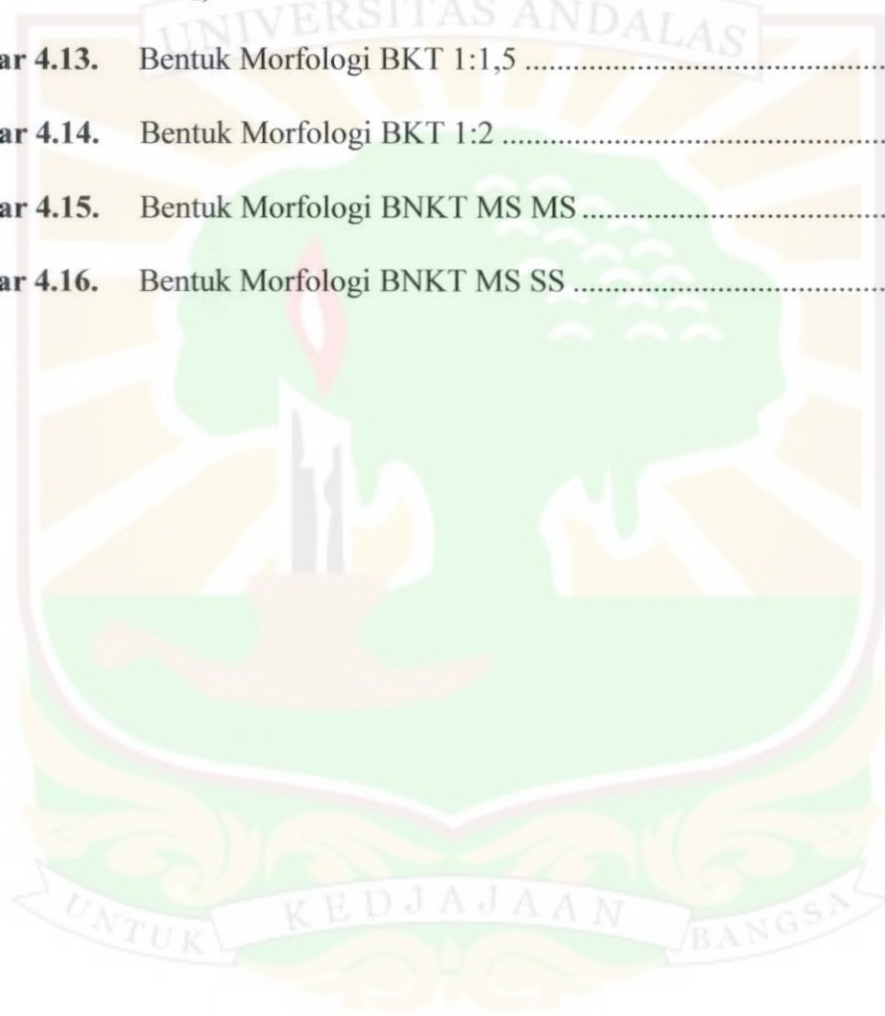 UNIVERSITAS ANDALAS
ar 4.13. Bentuk Morfologi BKT 1:1,5 ................................................
ar 4.14. Bentuk Morfologi BKT 1:2 ....................................................
ar 4.15. Bentuk Morfologi BNKT MS MS ..........................................
ar 4.16. Bentuk Morfologi BNKT MS SS ...........................................
UNTUK KEDJAJAAN BANGSA